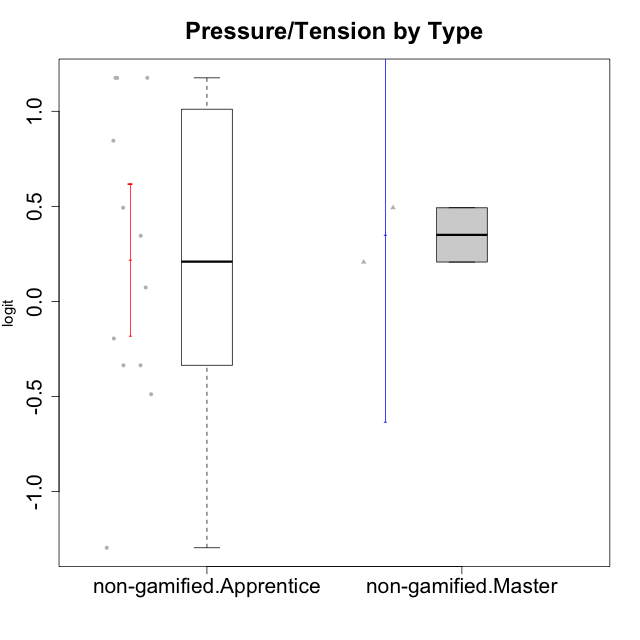 Pressure/Tension by Type
1.0
0.5
0.0
-0.5
-1.0
logit
non-gamified.Apprentice
non-gamified.Master